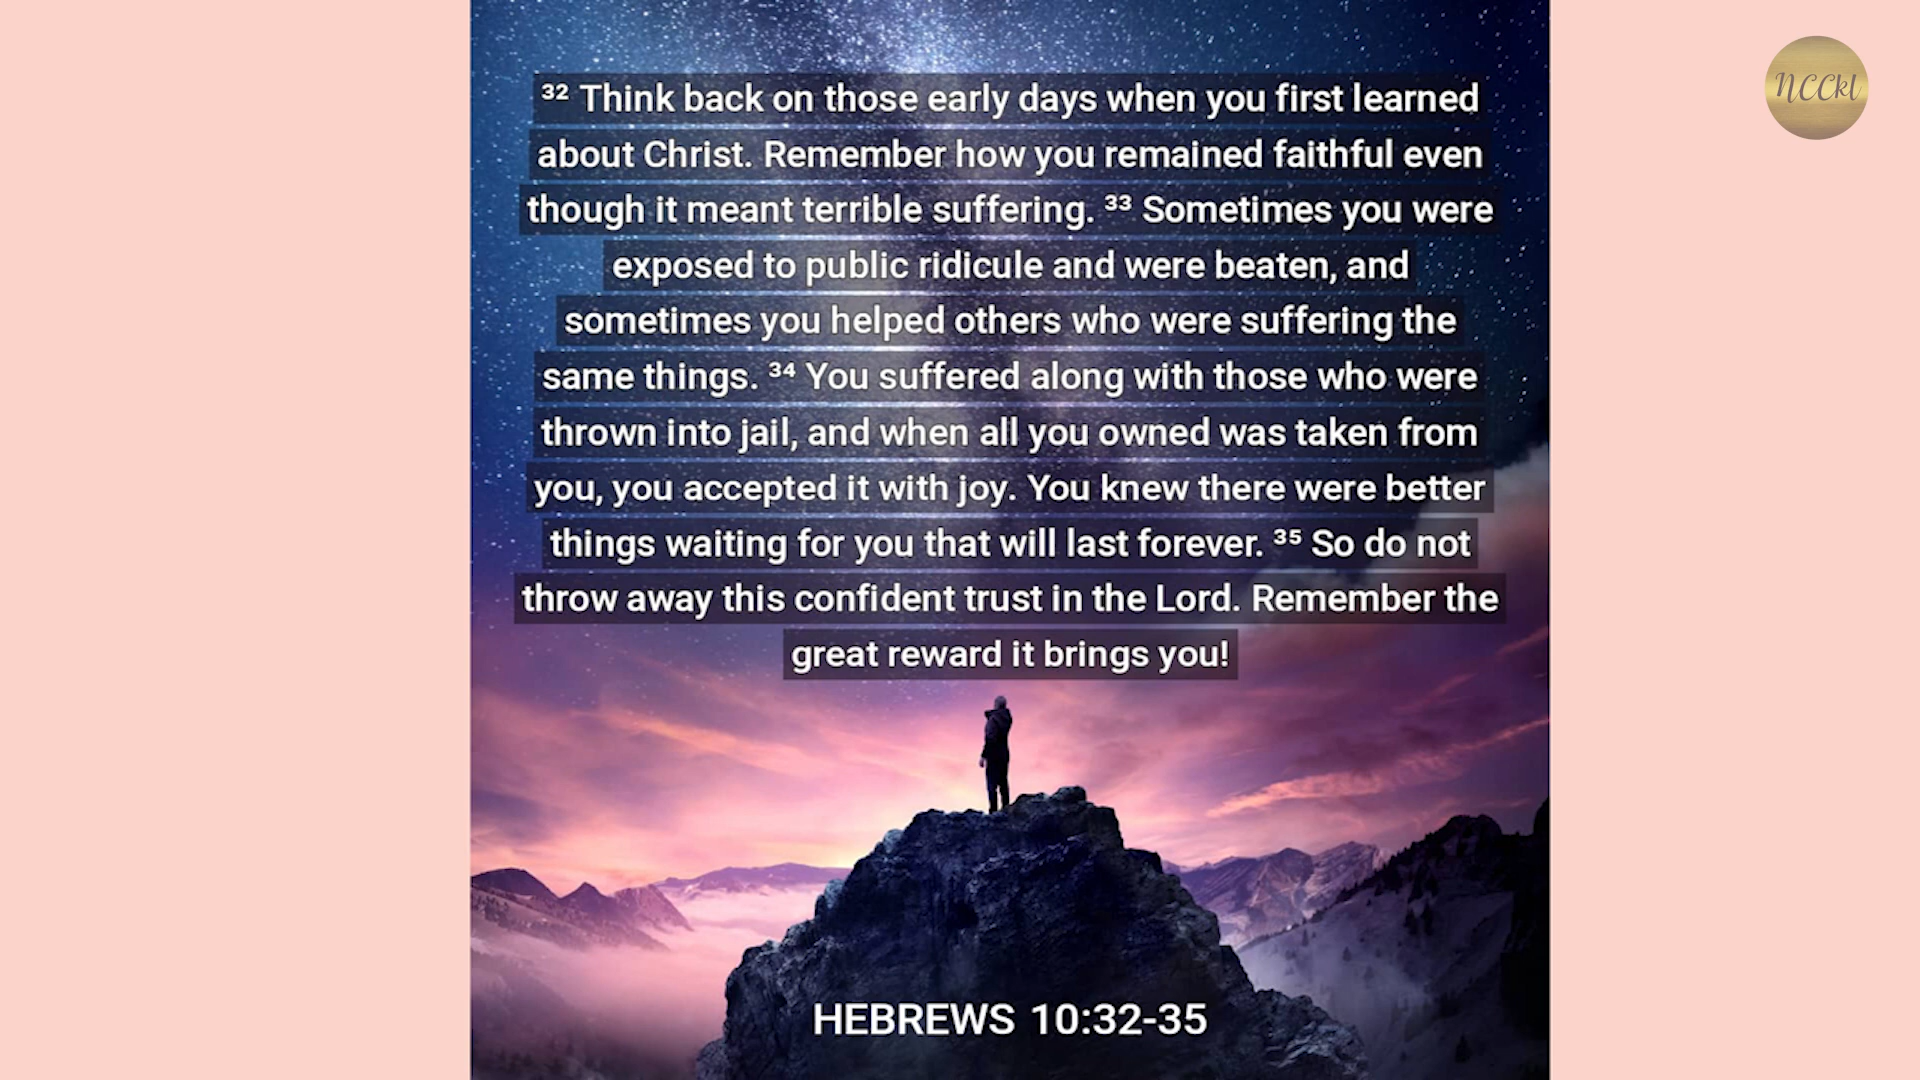 ³² Think back on those early days when you first learned
about Christ. Remember how you remained faithful even
though it meant terrible suffering. ³³ Sometimes you were
exposed to public ridicule and were beaten, and
sometimes you helped others who were suffering the
same things. ³⁴ You suffered along with those who were
thrown into jail, and when all you owned was taken from
you, you accepted it with joy. You knew there were better
things waiting for you that will last forever. ³⁵ So do not
throw away this confident trust in the Lord. Remember the
great reward it brings you!
HEBREWS 10:32-35
NCCkl